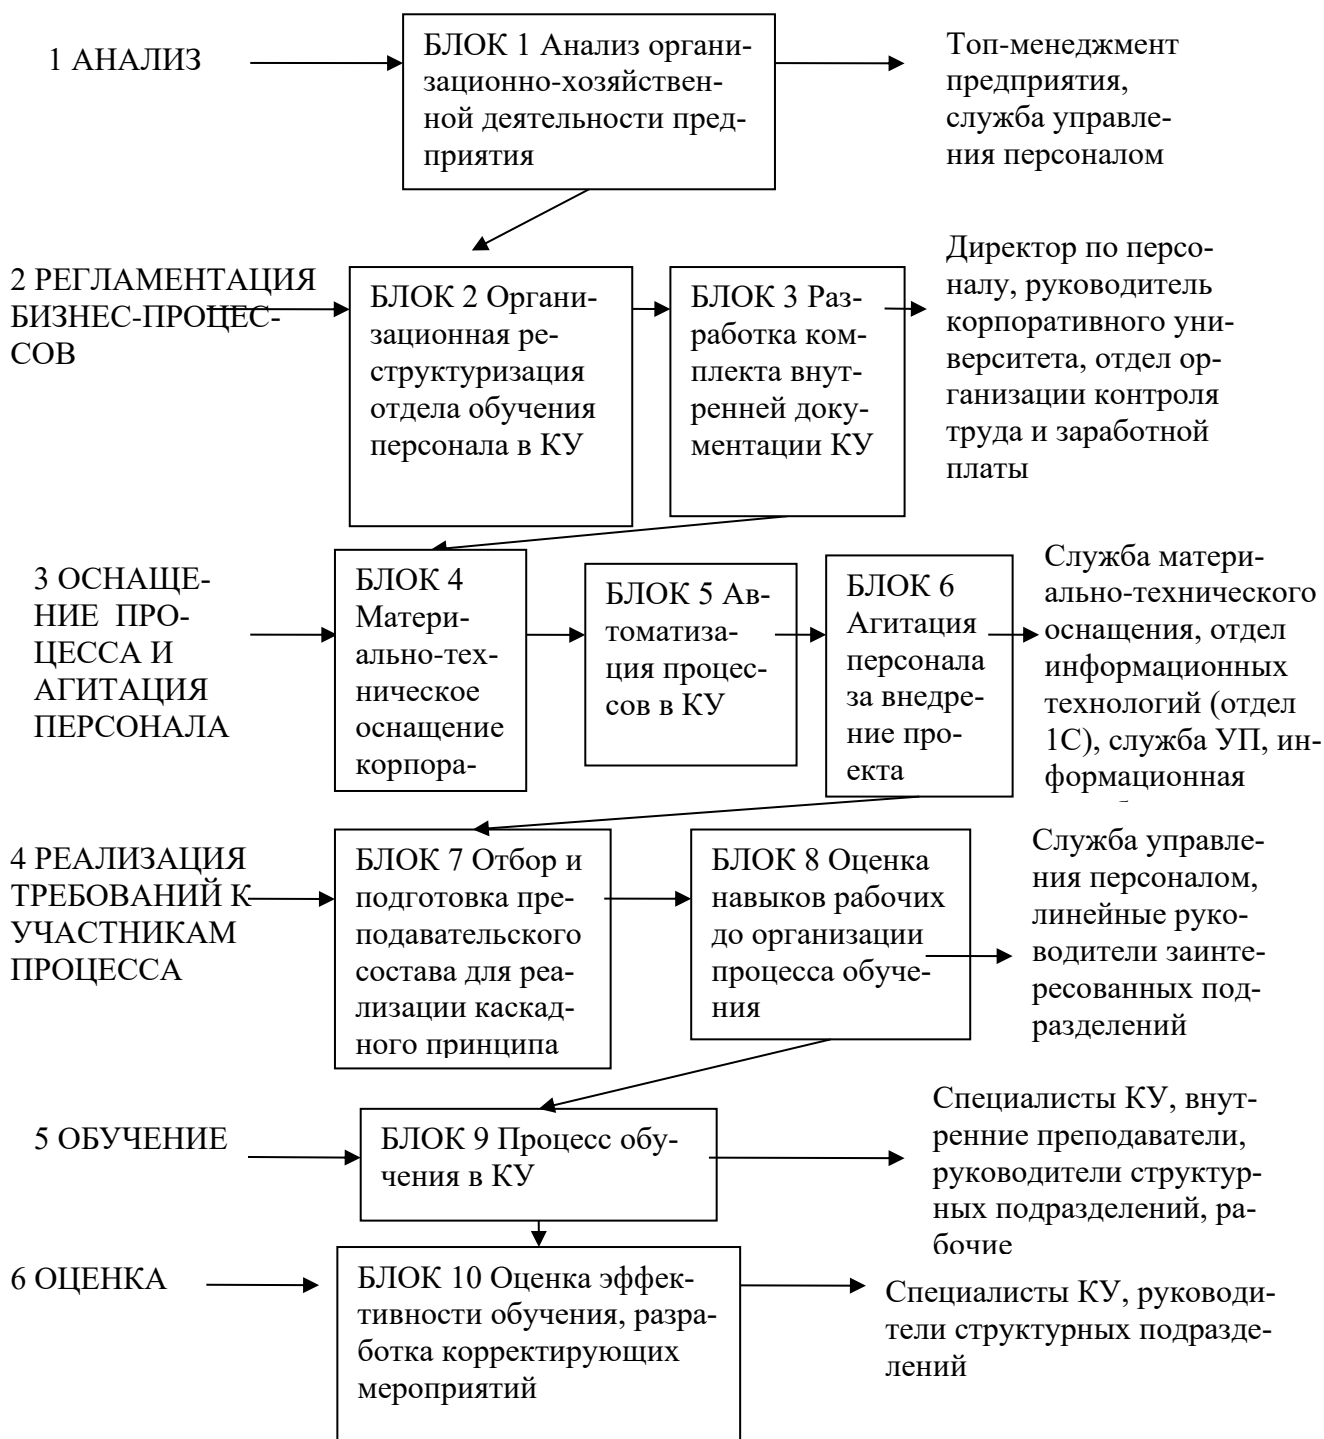 1 АНАЛИЗ
БЛОК 1 Анализ органи-
зационно-хозяйствен-
ной деятельности пред-
приятия
Топ-менеджмент
предприятия,
служба управле-
ния персоналом
2 РЕГЛАМЕНТАЦИЯ
БИЗНЕС-ПРОЦЕС-
СОВ
БЛОК 2 Органи-
зационная ре-
структуризация
отдела обучения
персонала в КУ
БЛОК 3 Раз-
работка ком-
плекта внут-
ренней доку-
ментации КУ
Директор по персо-
налу, руководитель
корпоративного уни-
верситета, отдел ор-
ганизации контроля
труда и заработной
платы
3 ОСНАЩЕ-
НИЕ ПРО-
ЦЕССА И
АГИТАЦИЯ
ПЕРСОНАЛА
БЛОК 4
Матери-
ально-тех-
ническое
оснащение
корпора-
БЛОК 5 Ав-
томатиза-
ция процес-
сов в КУ
БЛОК 6
Агитация
персонала
за внедре-
ние про-
екта
Служба матери-
ально-технического
оснащения, отдел
информационных
технологий (отдел
1С), служба УП, ин-
формационная
4 РЕАЛИЗАЦИЯ
ТРЕБОВАНИЙ К
УЧАСТНИКАМ
ПРОЦЕССА
БЛОК 7 Отбор и
подготовка пре-
подавательского
состава для реа-
лизации каскад-
ного принципа
БЛОК 8 Оценка
навыков рабочих
до организации
процесса обуче-
ния
Служба управле-
ния персоналом,
линейные руко-
водители заинте-
ресованных под-
разделений
5 ОБУЧЕНИЕ
БЛОК 9 Процесс обу-
чения в КУ
Специалисты КУ, внут-
ренние преподаватели,
руководители структур-
ных подразделений, ра-
бочие
6 ОЦЕНКА
БЛОК 10 Оценка эффек-
тивности обучения, разра-
ботка корректирующих
мероприятий
Специалисты КУ, руководи-
тели структурных подразде-
лений